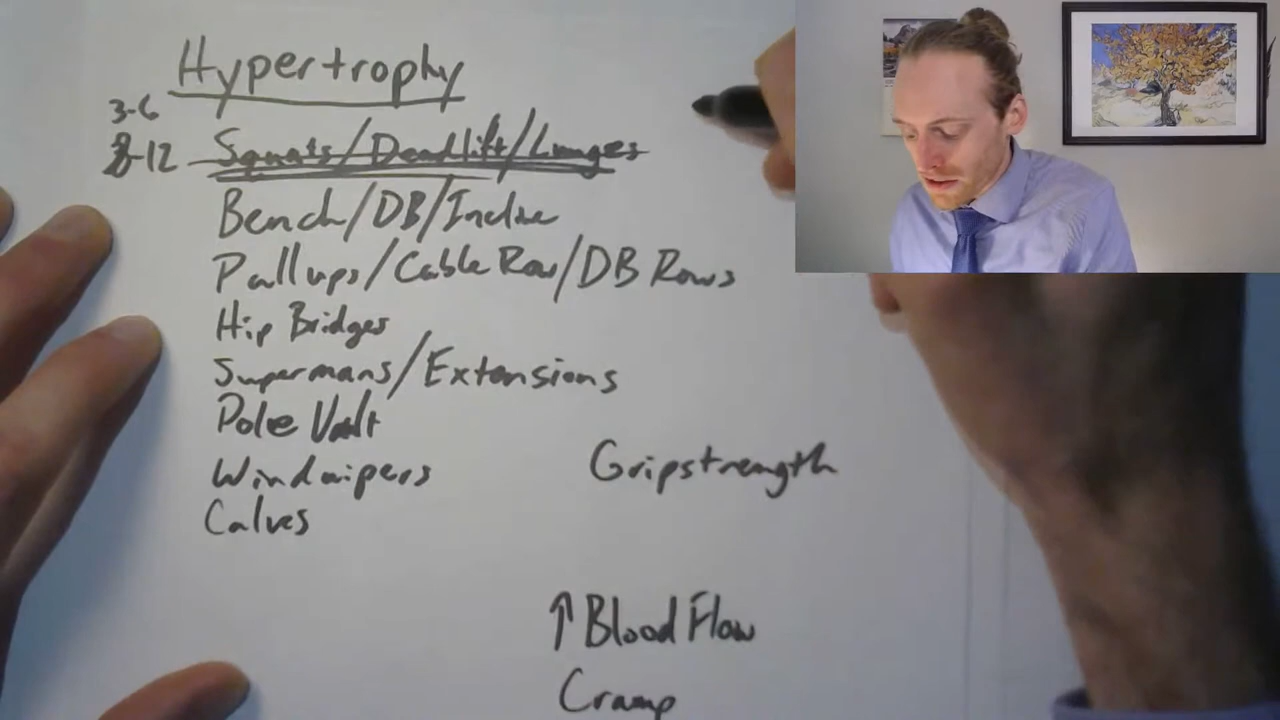 Hypertrophy
3-6
8-12 Squats/Deadlift/Lunges
Bench/DB/Incline
Pullups/Cable Row/DB Rows
Hip Bridges
Supermans/Extensions
Pole Vault
Windwipers
Gripstrength
Calves
↑ Blood Flow
Cramp